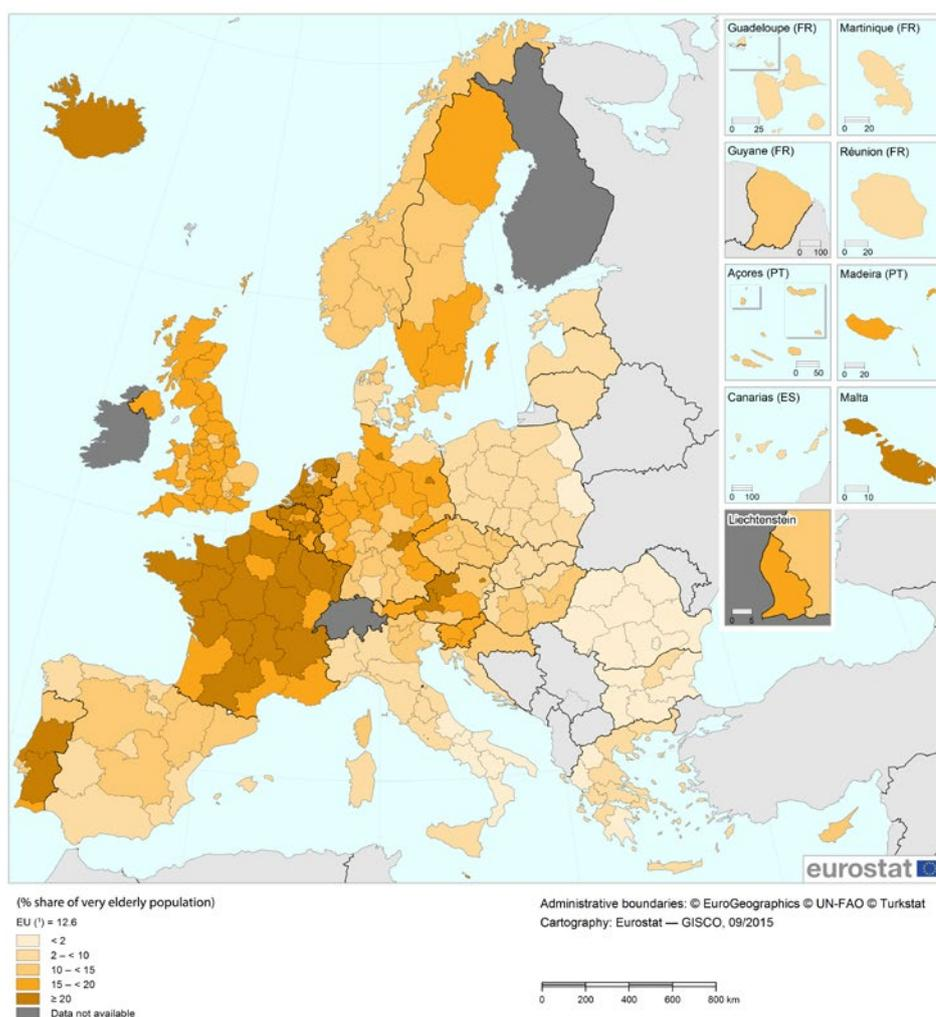 Guadeloupe (FR)
Martinique (FR)
0 25
0 20
Guyane (FR)
Réunion (FR)
0 100
0 20
Açores (PT)
Madeira (PT)
0 50
0 20
Canarias (ES)
Malta
0 100
0 10
Liechtenstein
0 5
eurostat
(% share of very elderly population)
EU (¹) = 12.6
< 2
2 – < 10
10 – < 15
15 – < 20
≥ 20
Data not available
Administrative boundaries: © EuroGeographics © UN-FAO © Turkstat
Cartography: Eurostat — GISCO, 09/2015
0 200 400 600 800 km